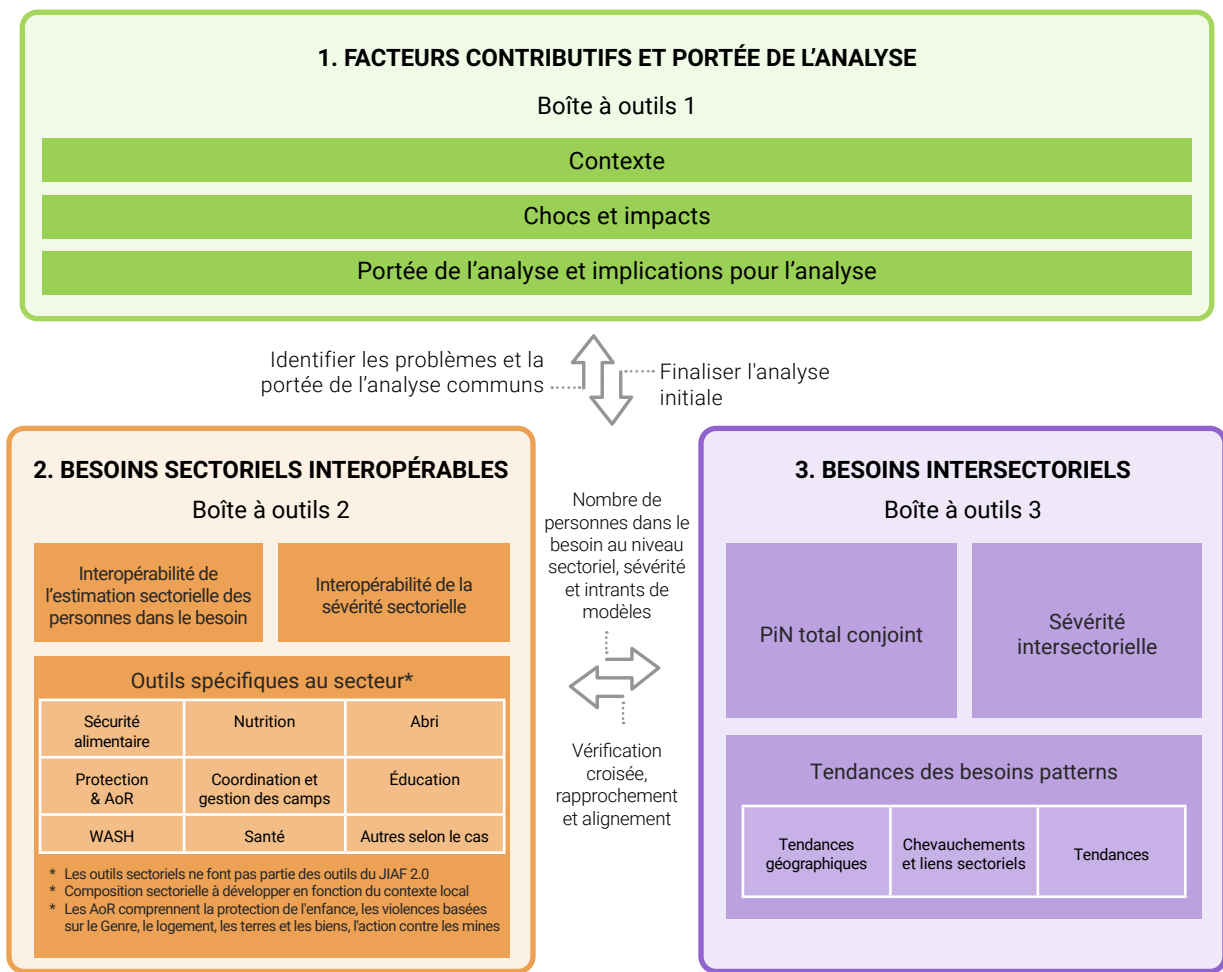 1. FACTEURS CONTRIBUTIFS ET PORTÉE DE L'ANALYSE
Boîte à outils 1
Contexte
Chocs et impacts
Portée de l'analyse et implications pour l'analyse
Identifier les problèmes et la
portée de l'analyse communs
Finaliser l'analyse
initiale
2. BESOINS SECTORIELS INTEROPÉRABLES
Boîte à outils 2
Interopérabilité de
l'estimation sectorielle des
personnes dans le besoin
Interopérabilité de la
sévérité sectorielle
Outils spécifiques au secteur*
Sécurité
alimentaire
Nutrition
Abri
Protection
& AoR
Coordination et
gestion des camps
Éducation
WASH
Santé
Autres selon le cas
* Les outils sectoriels ne font pas partie des outils du JIAF 2.0
* Composition sectorielle à développer en fonction du contexte local
* Les AoR comprennent la protection de l'enfance, les violences basées
sur le Genre, le logement, les terres et les biens, l'action contre les mines
Nombre de
personnes dans le
besoin au niveau
sectoriel, sévérité
et intrants de
modèles
Vérification
croisée,
rapprochement
et alignement
3. BESOINS INTERSECTORIELS
Boîte à outils 3
PiN total conjoint
Sévérité
intersectorielle
Tendances des besoins patterns
Tendances
géographiques
Chevauchements
et liens sectoriels
Tendances